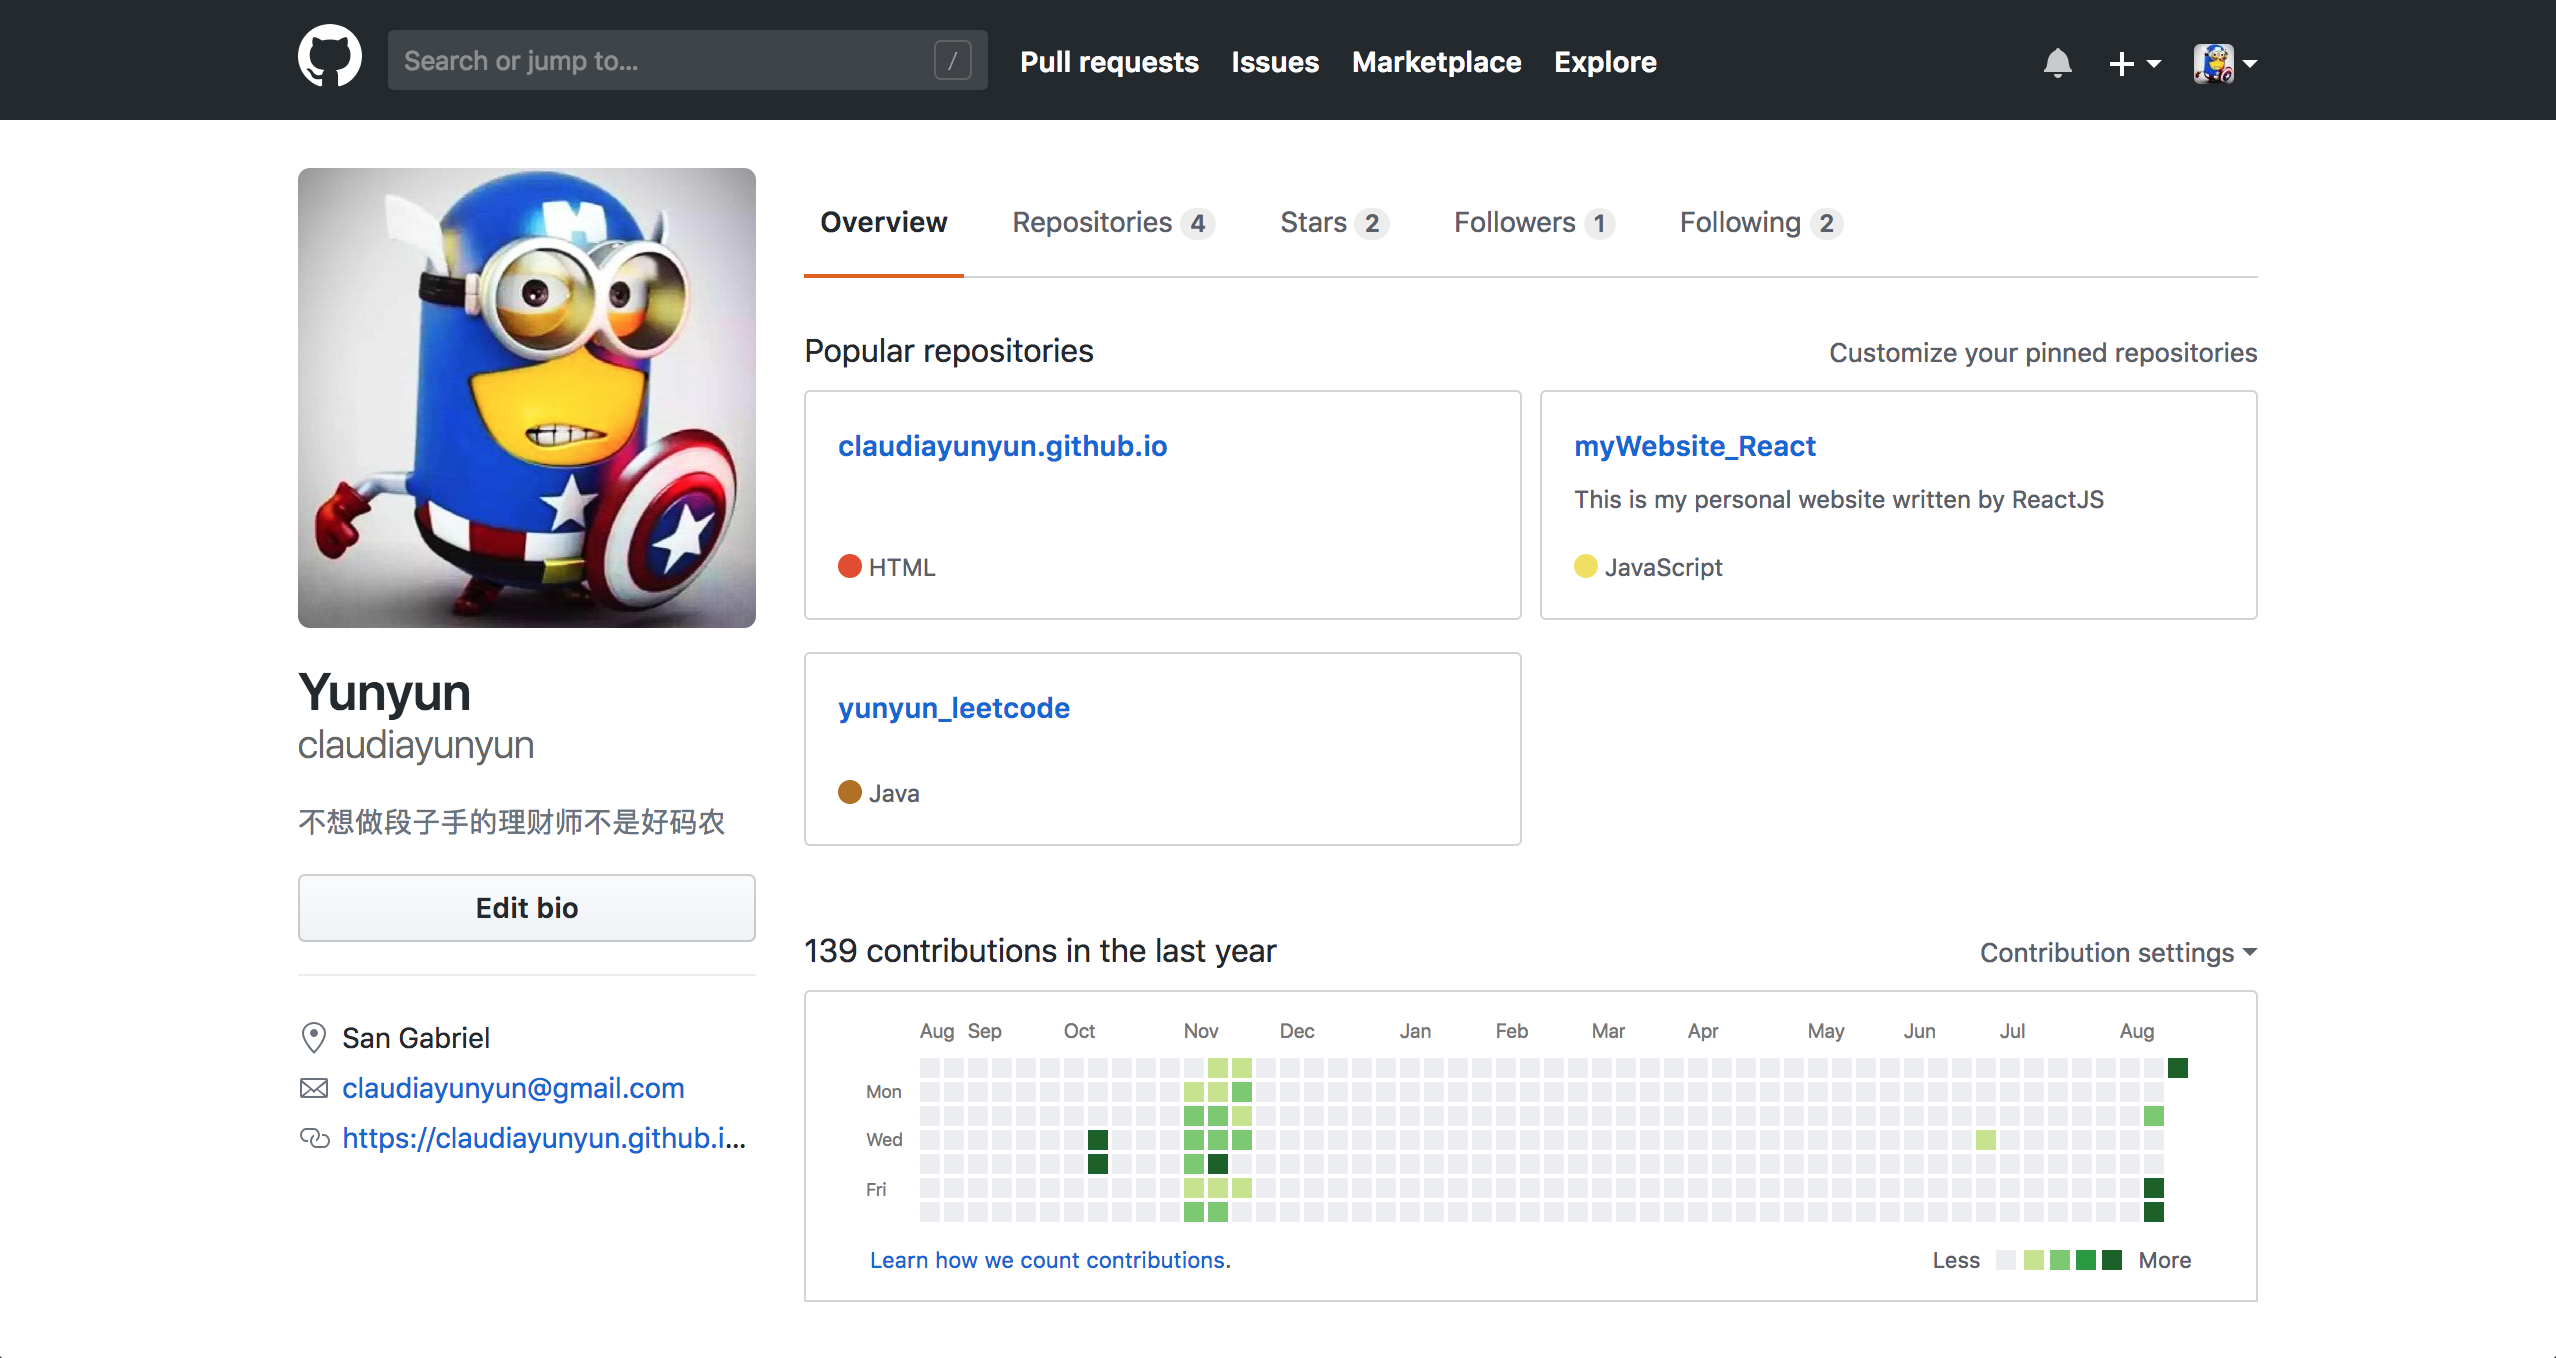 Search or jump to... /
Pull requests Issues Marketplace Explore
Overview Repositories 4 Stars 2 Followers 1 Following 2
Popular repositories
Customize your pinned repositories
claudiayunyun.github.io
HTML
myWebsite_React
This is my personal website written by ReactJS
JavaScript
yunyun_leetcode
Java
Yunyun
claudiayunyun
不想做段子手的理财师不是好码农
Edit bio
San Gabriel
claudiayunyun@gmail.com
https://claudiayunyun.github.i...
139 contributions in the last year
Contribution settings
Aug Sep Oct Nov Dec Jan Feb Mar Apr May Jun Jul Aug
Mon
Wed
Fri
Learn how we count contributions.
Less More